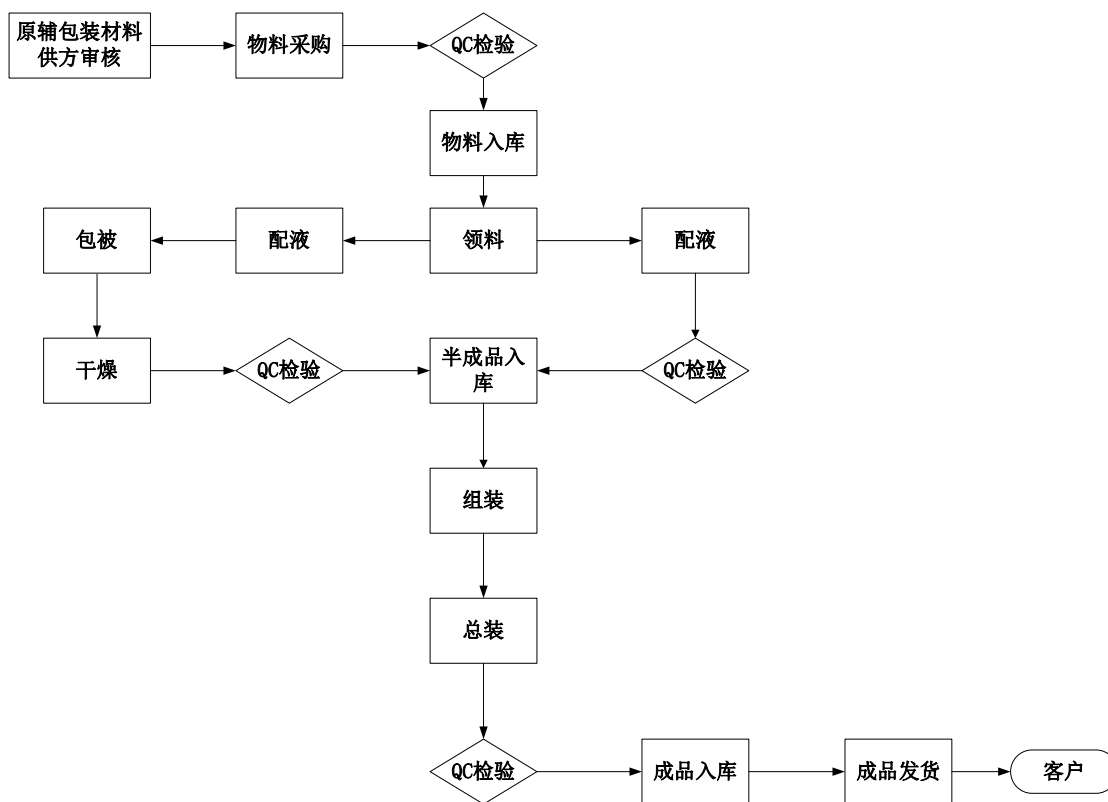 原辅包装材料
供方审核
物料采购
QC检验
物料入库
包被
配液
领料
配液
干燥
QC检验
半成品入
库
QC检验
组装
总装
QC检验
成品入库
成品发货
客户